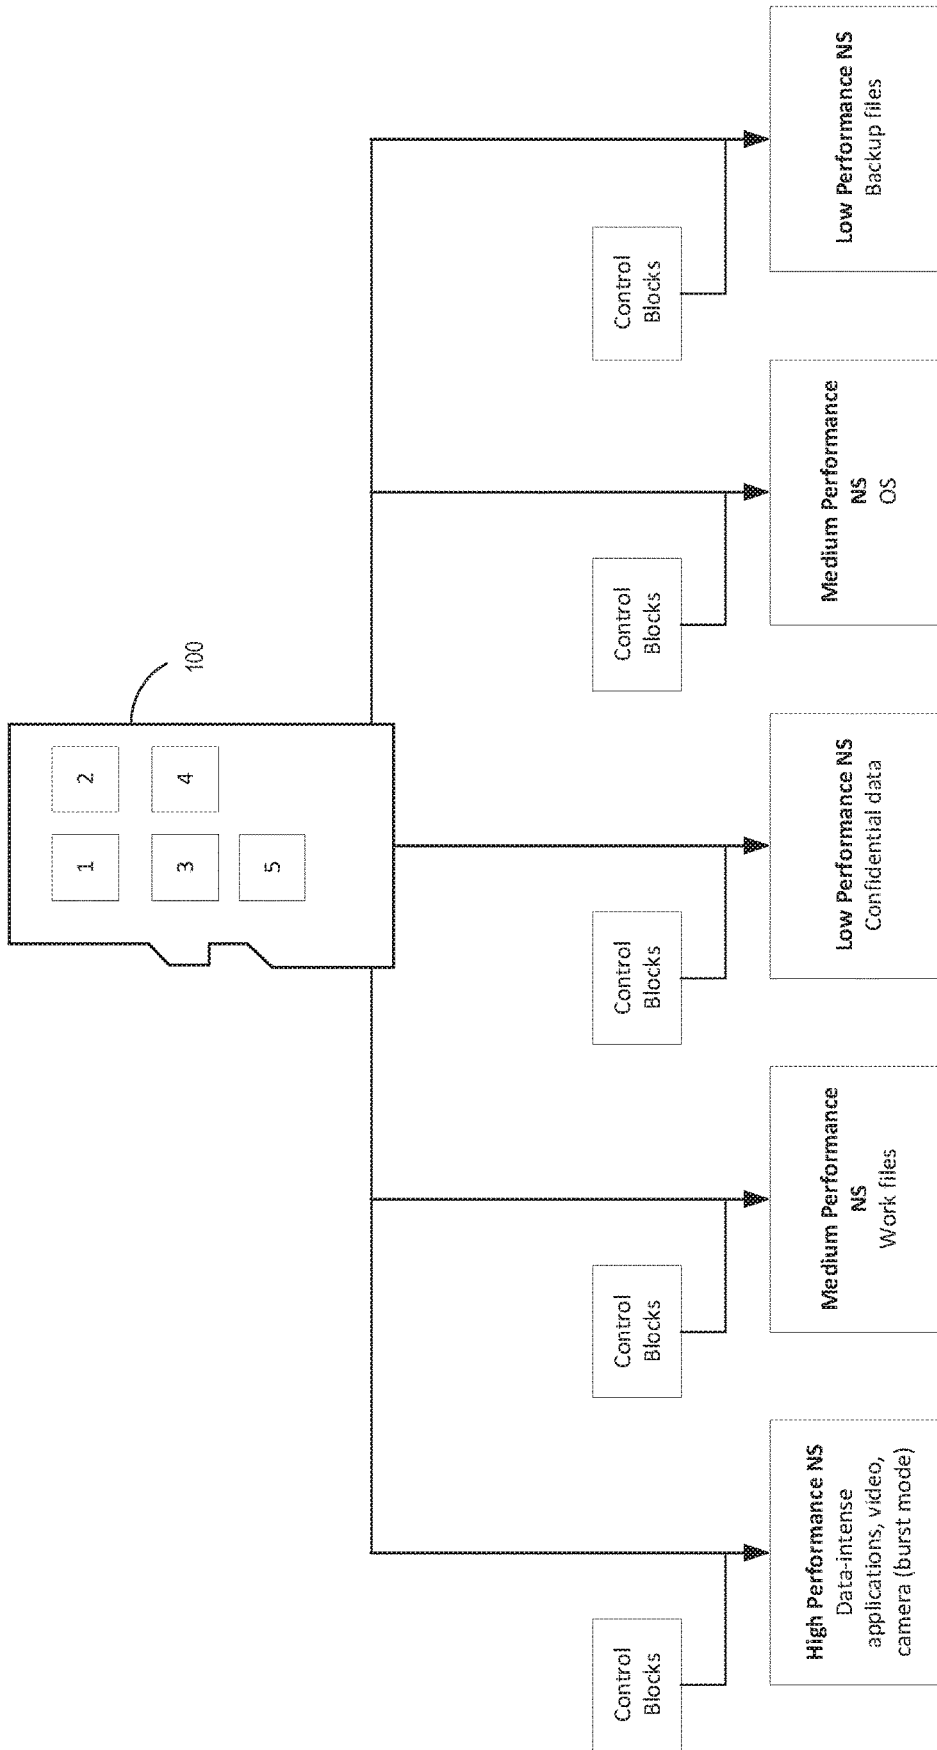 100
1
2
3
4
5
Control
Blocks
Control
Blocks
Control
Blocks
Control
Blocks
Control
Blocks
High Performance NS
Data-intense
applications, video,
camera (burst mode)
Medium Performance
NS
Work files
Low Performance NS
Confidential data
Medium Performance
NS
OS
Low Performance NS
Backup files